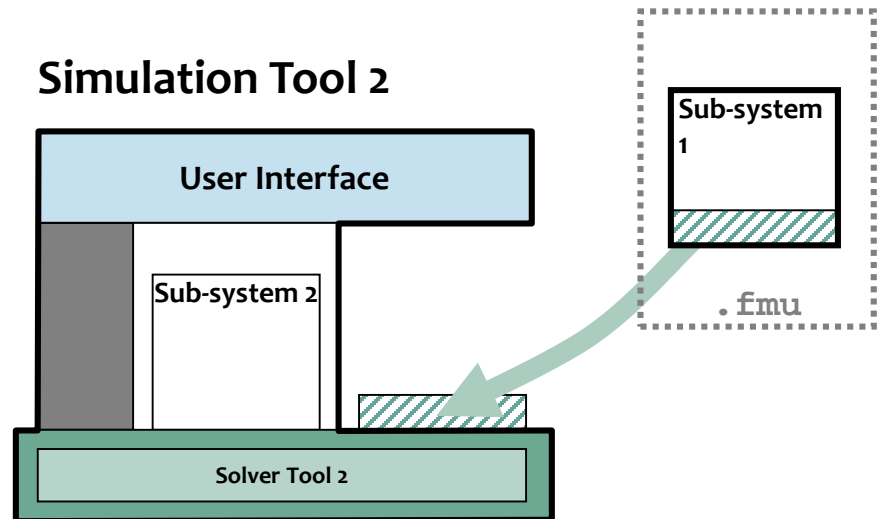 Simulation Tool 2
User Interface
Sub-system 2
Solver Tool 2
Sub-system
1
.fmu